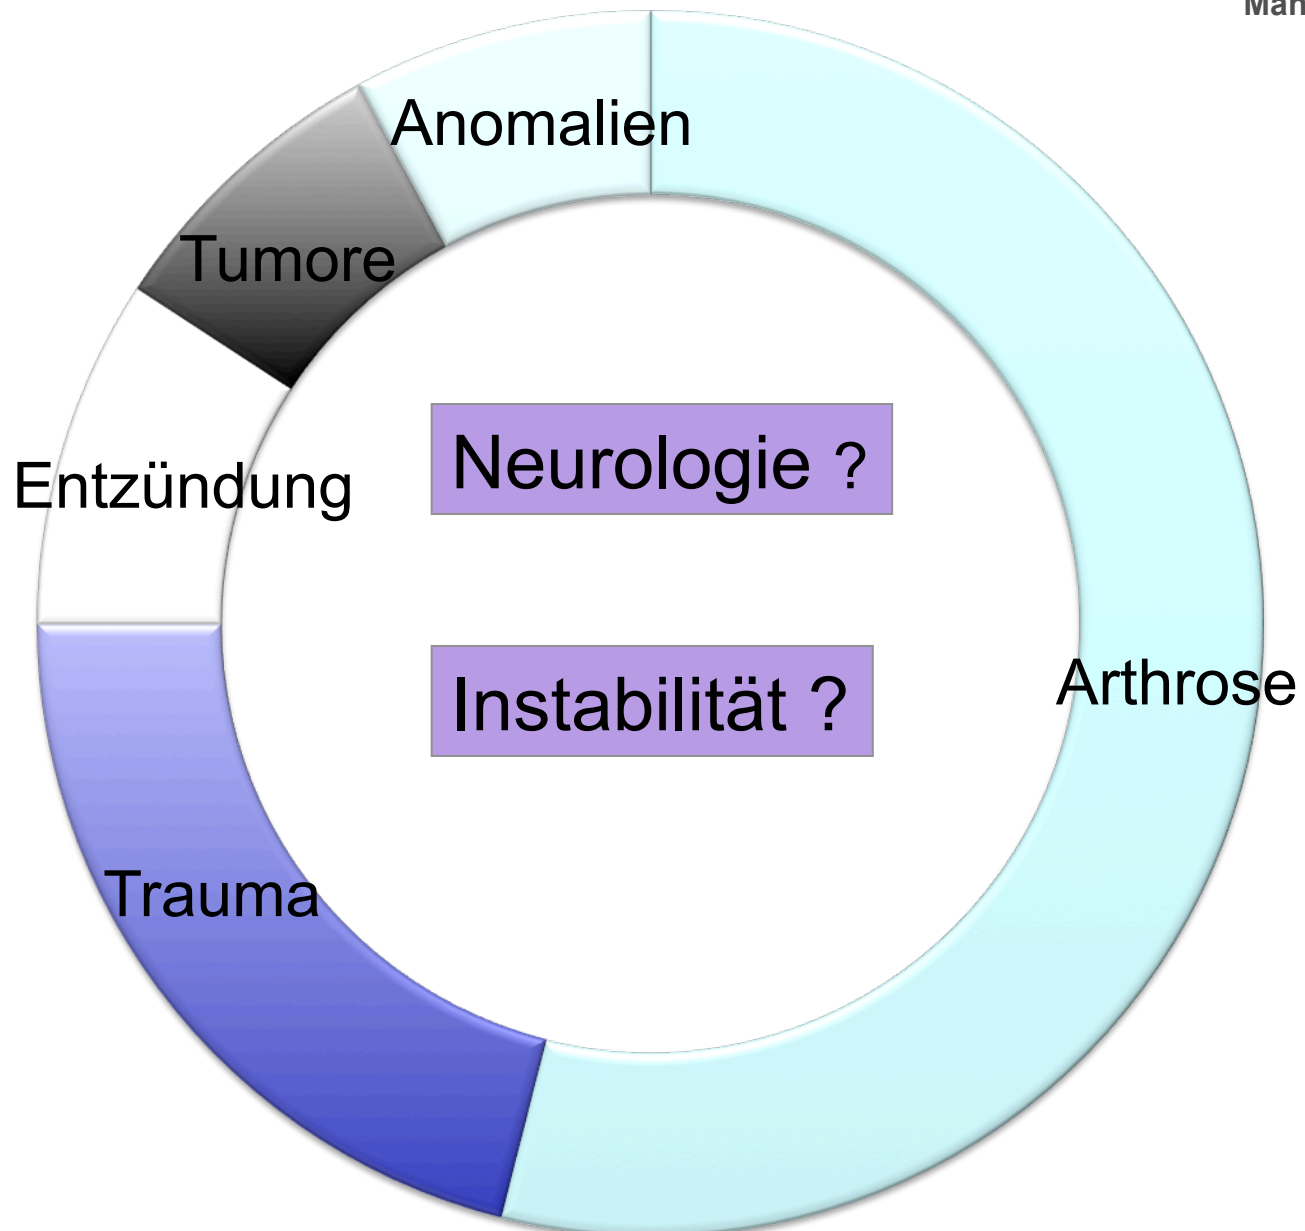 Anomalien
Tumore
Neurologie ?
Entzündung
Instabilität ?
Arthrose
Trauma